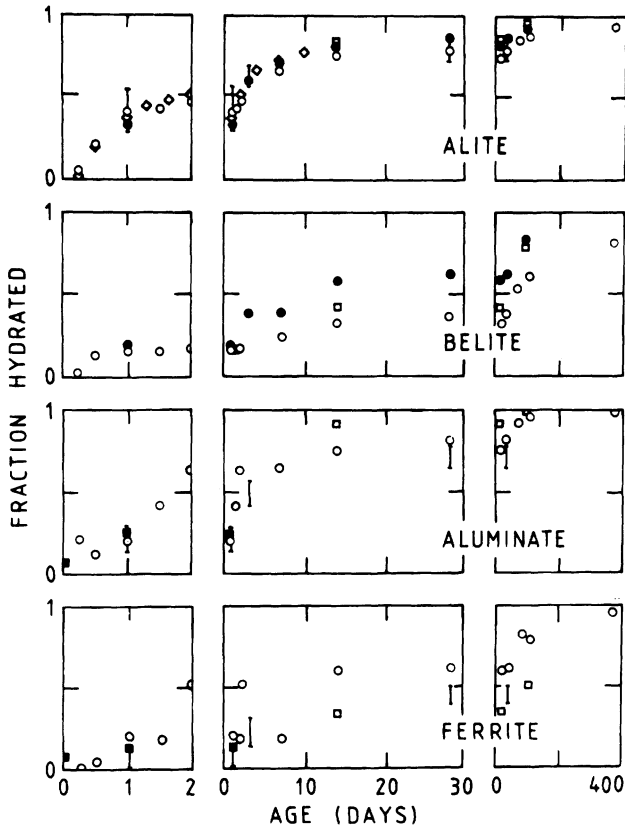 1
0
ALITE
1
0
BELITE
1
0
ALUMINATE
1
0
FERRITE
0 1 2 0 10 20 30 0 400
AGE (DAYS)
FRACTION HYDRATED